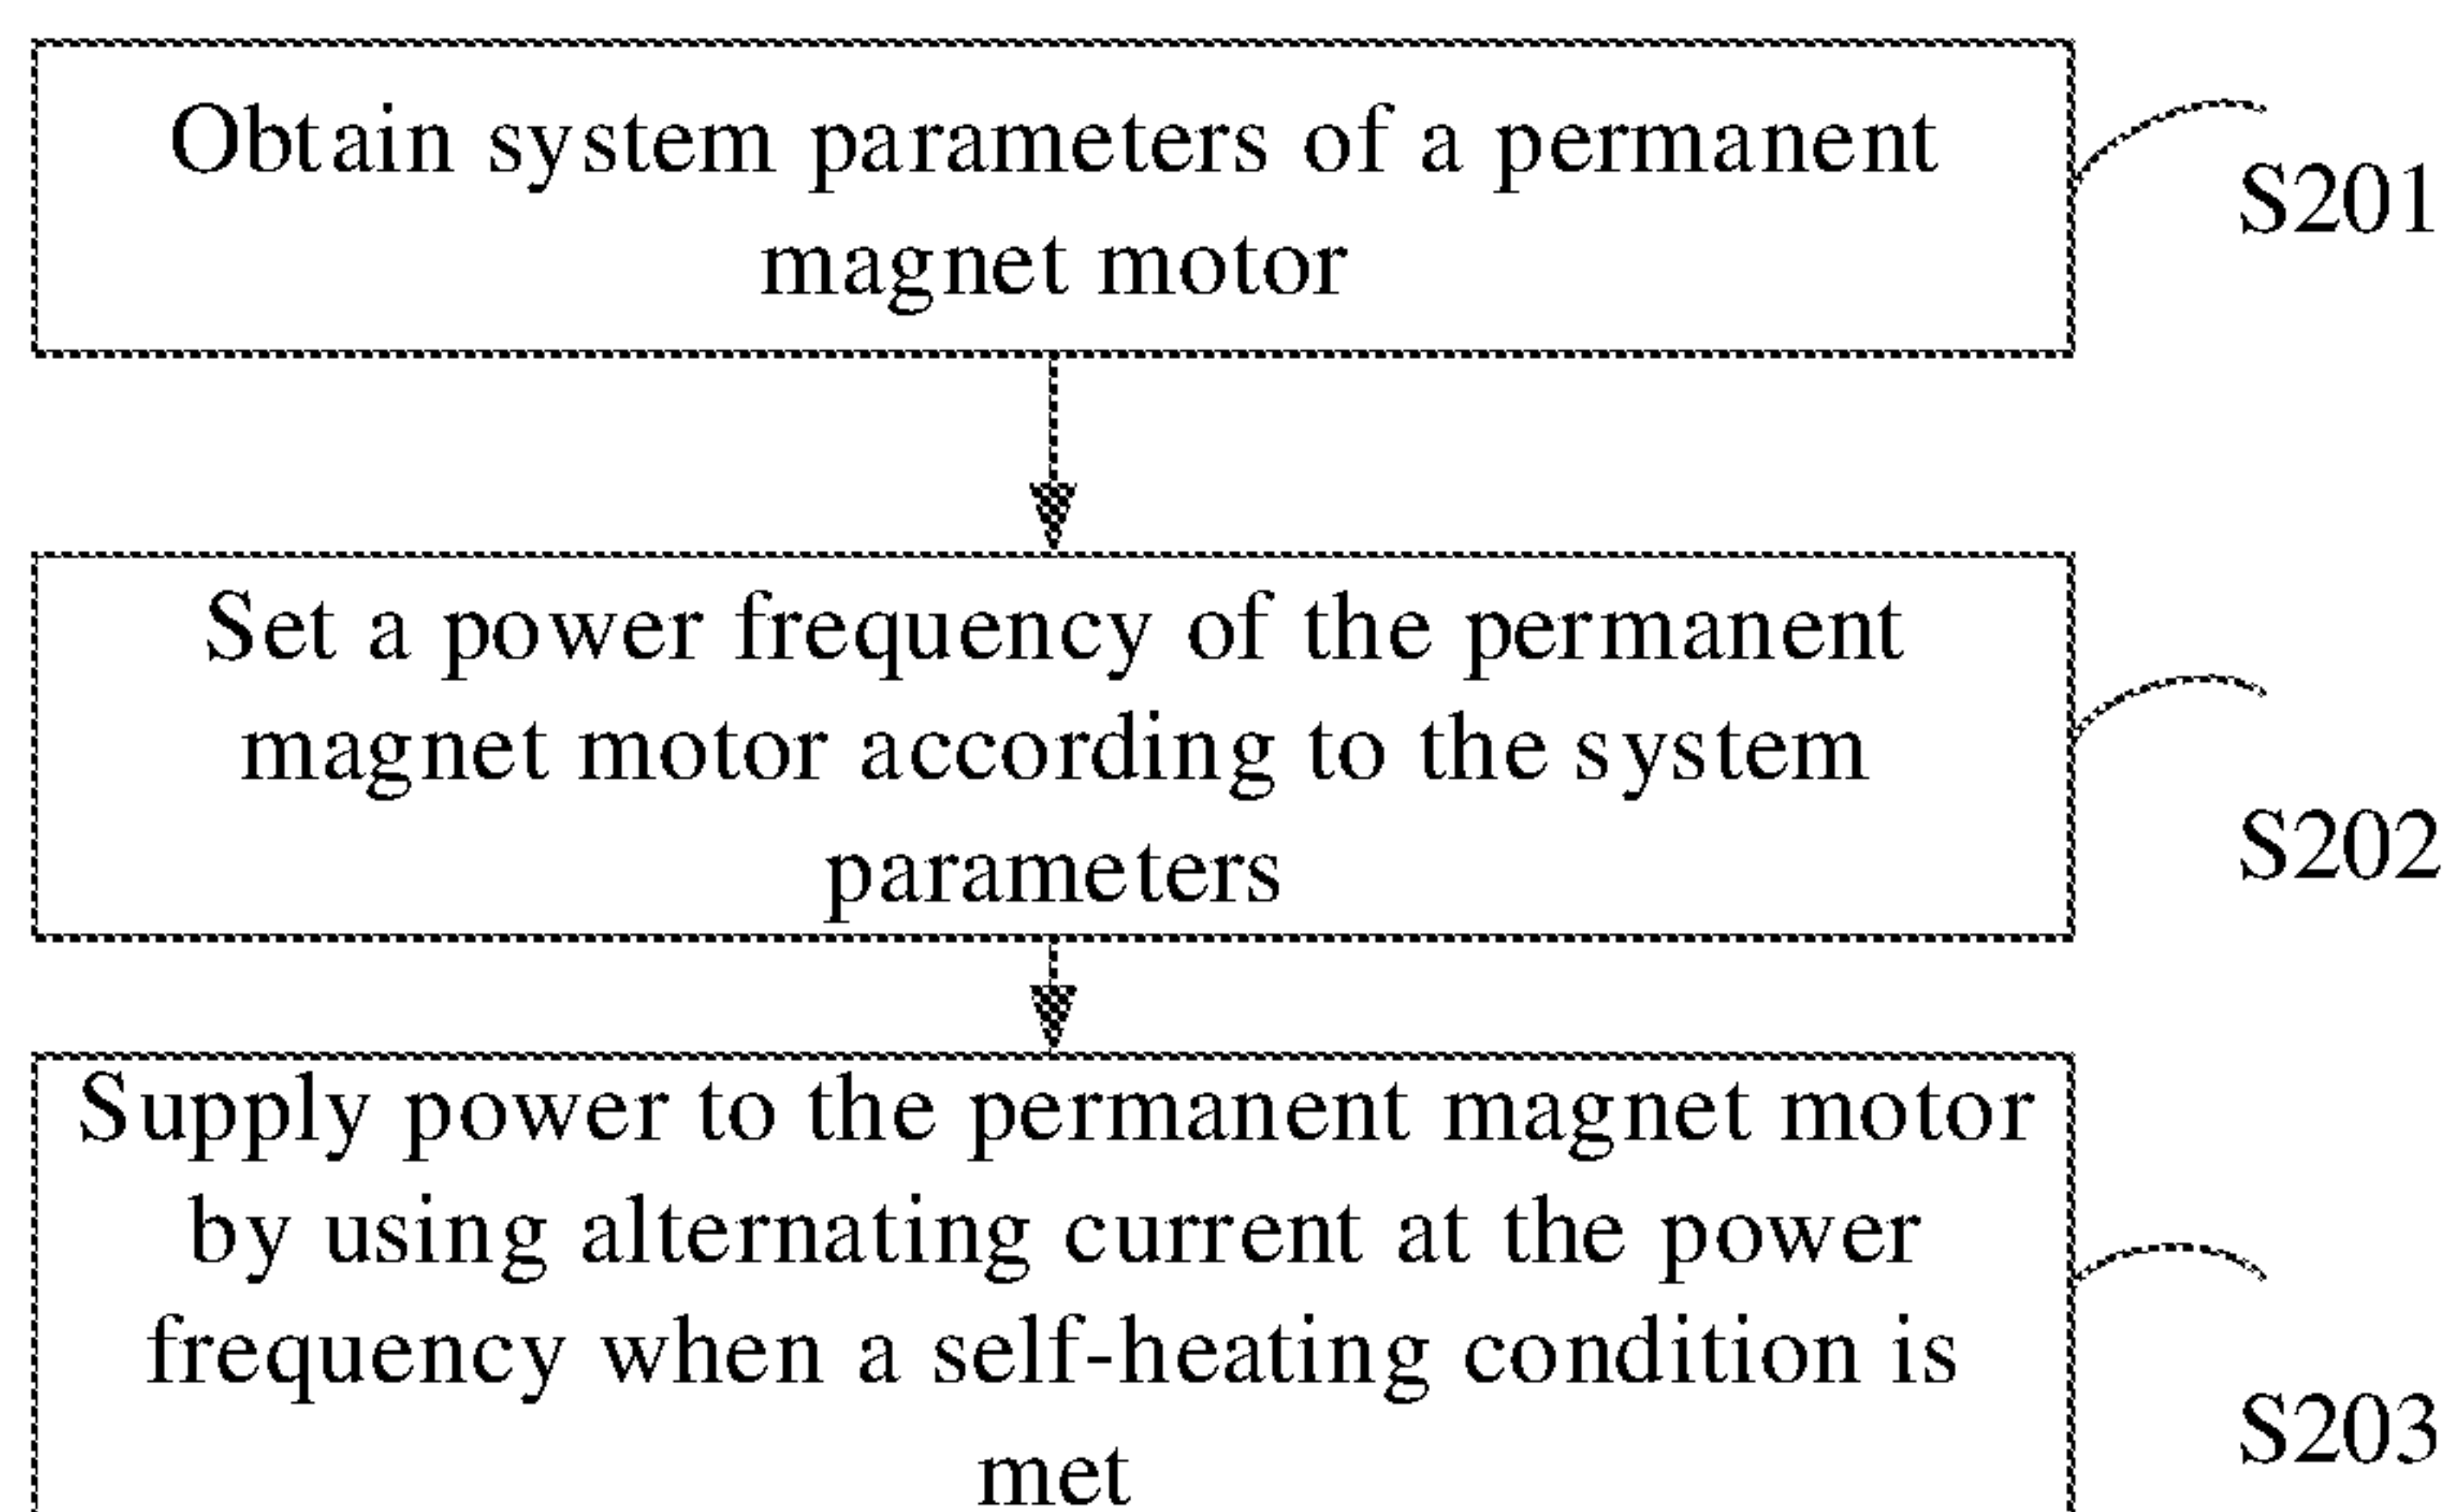 Obtain system parameters of a permanent
magnet motor
S201
Set a power frequency of the permanent
magnet motor according to the system
parameters
S202
Supply power to the permanent magnet motor
by using alternating current at the power
frequency when a self-heating condition is
met
S203